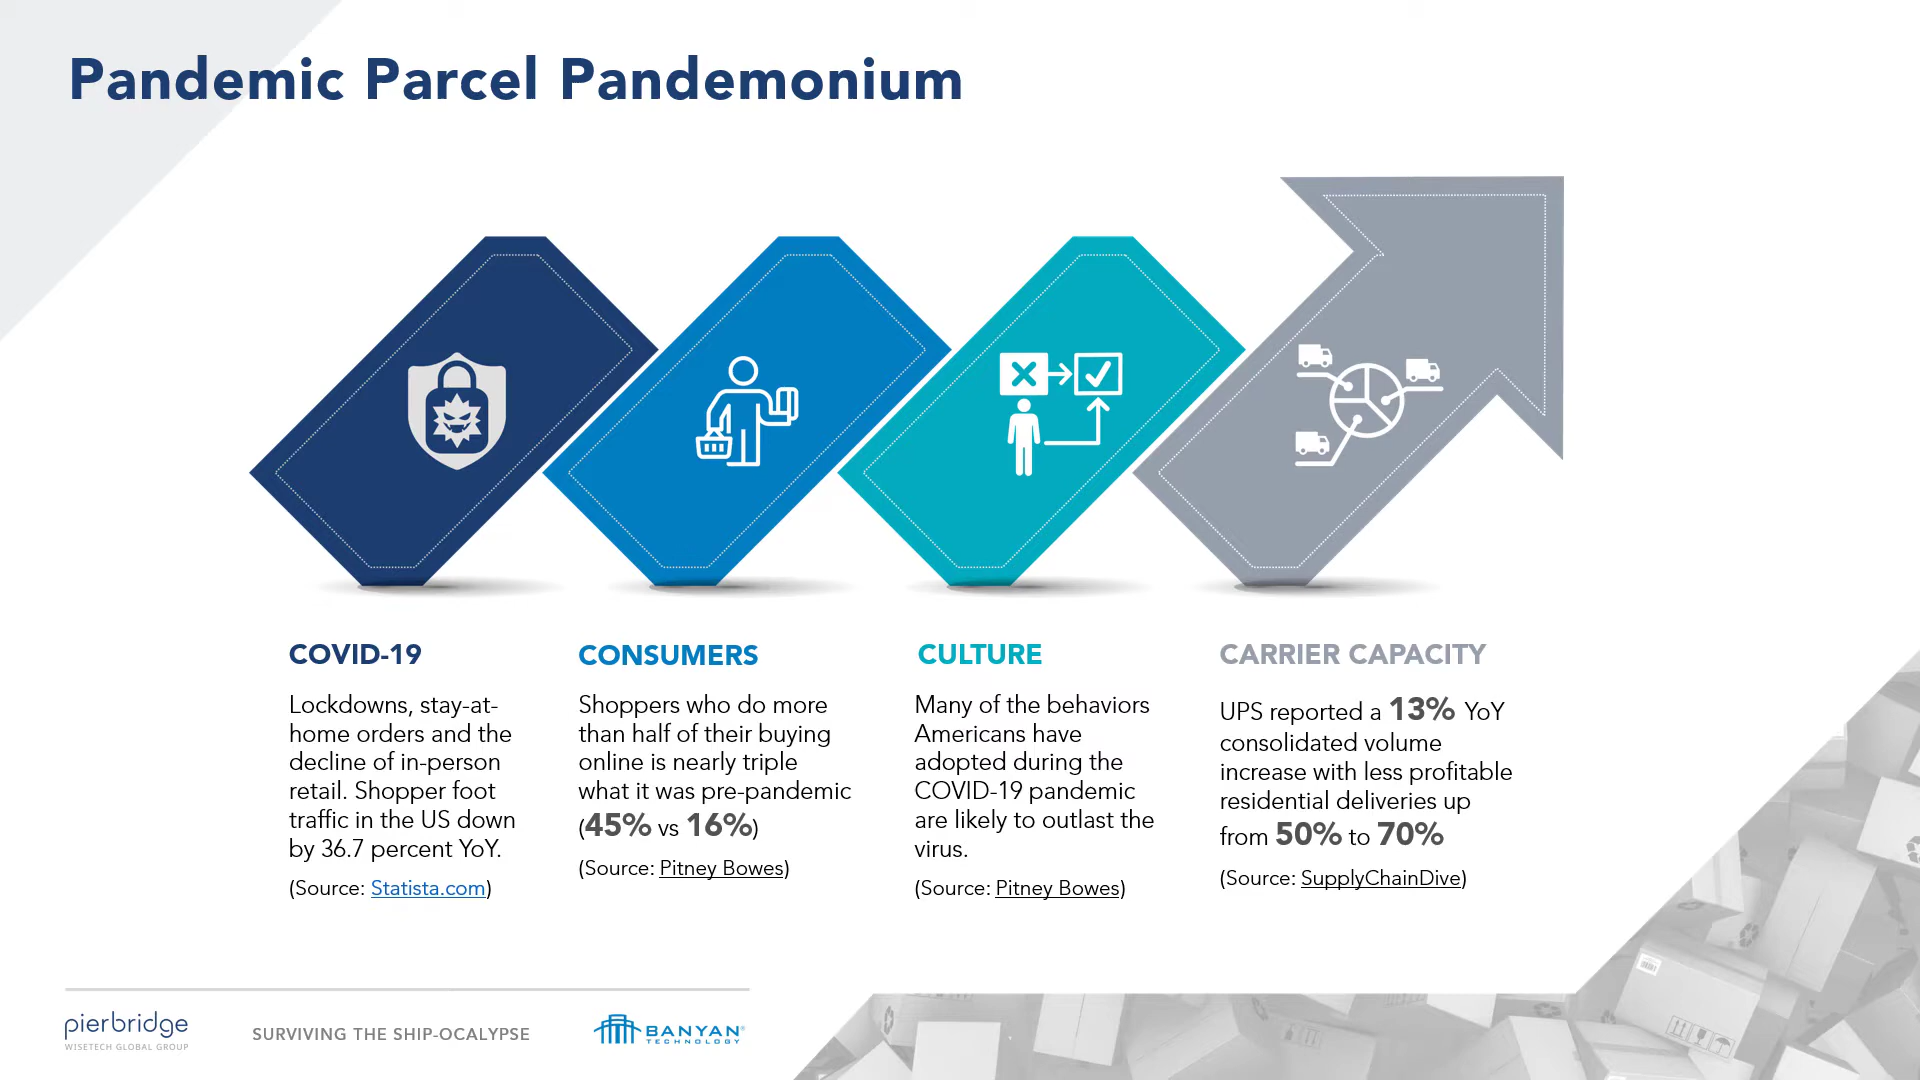 Pandemic Parcel Pandemonium
COVID-19
Lockdowns, stay-at-
home orders and the
decline of in-person
retail. Shopper foot
traffic in the US down
by 36.7 percent YoY.
(Source: Statista.com)
CONSUMERS
Shoppers who do more
than half of their buying
online is nearly triple
what it was pre-pandemic
(45% vs 16%)
(Source: Pitney Bowes)
CULTURE
Many of the behaviors
Americans have
adopted during the
COVID-19 pandemic
are likely to outlast the
virus.
(Source: Pitney Bowes)
CARRIER CAPACITY
UPS reported a 13% YoY
consolidated volume
increase with less profitable
residential deliveries up
from 50% to 70%
(Source: SupplyChainDive)
pierbridge
WISETECH GLOBAL GROUP
SURVIVING THE SHIP-OCALYPSE
BANYAN®
TECHNOLOGY